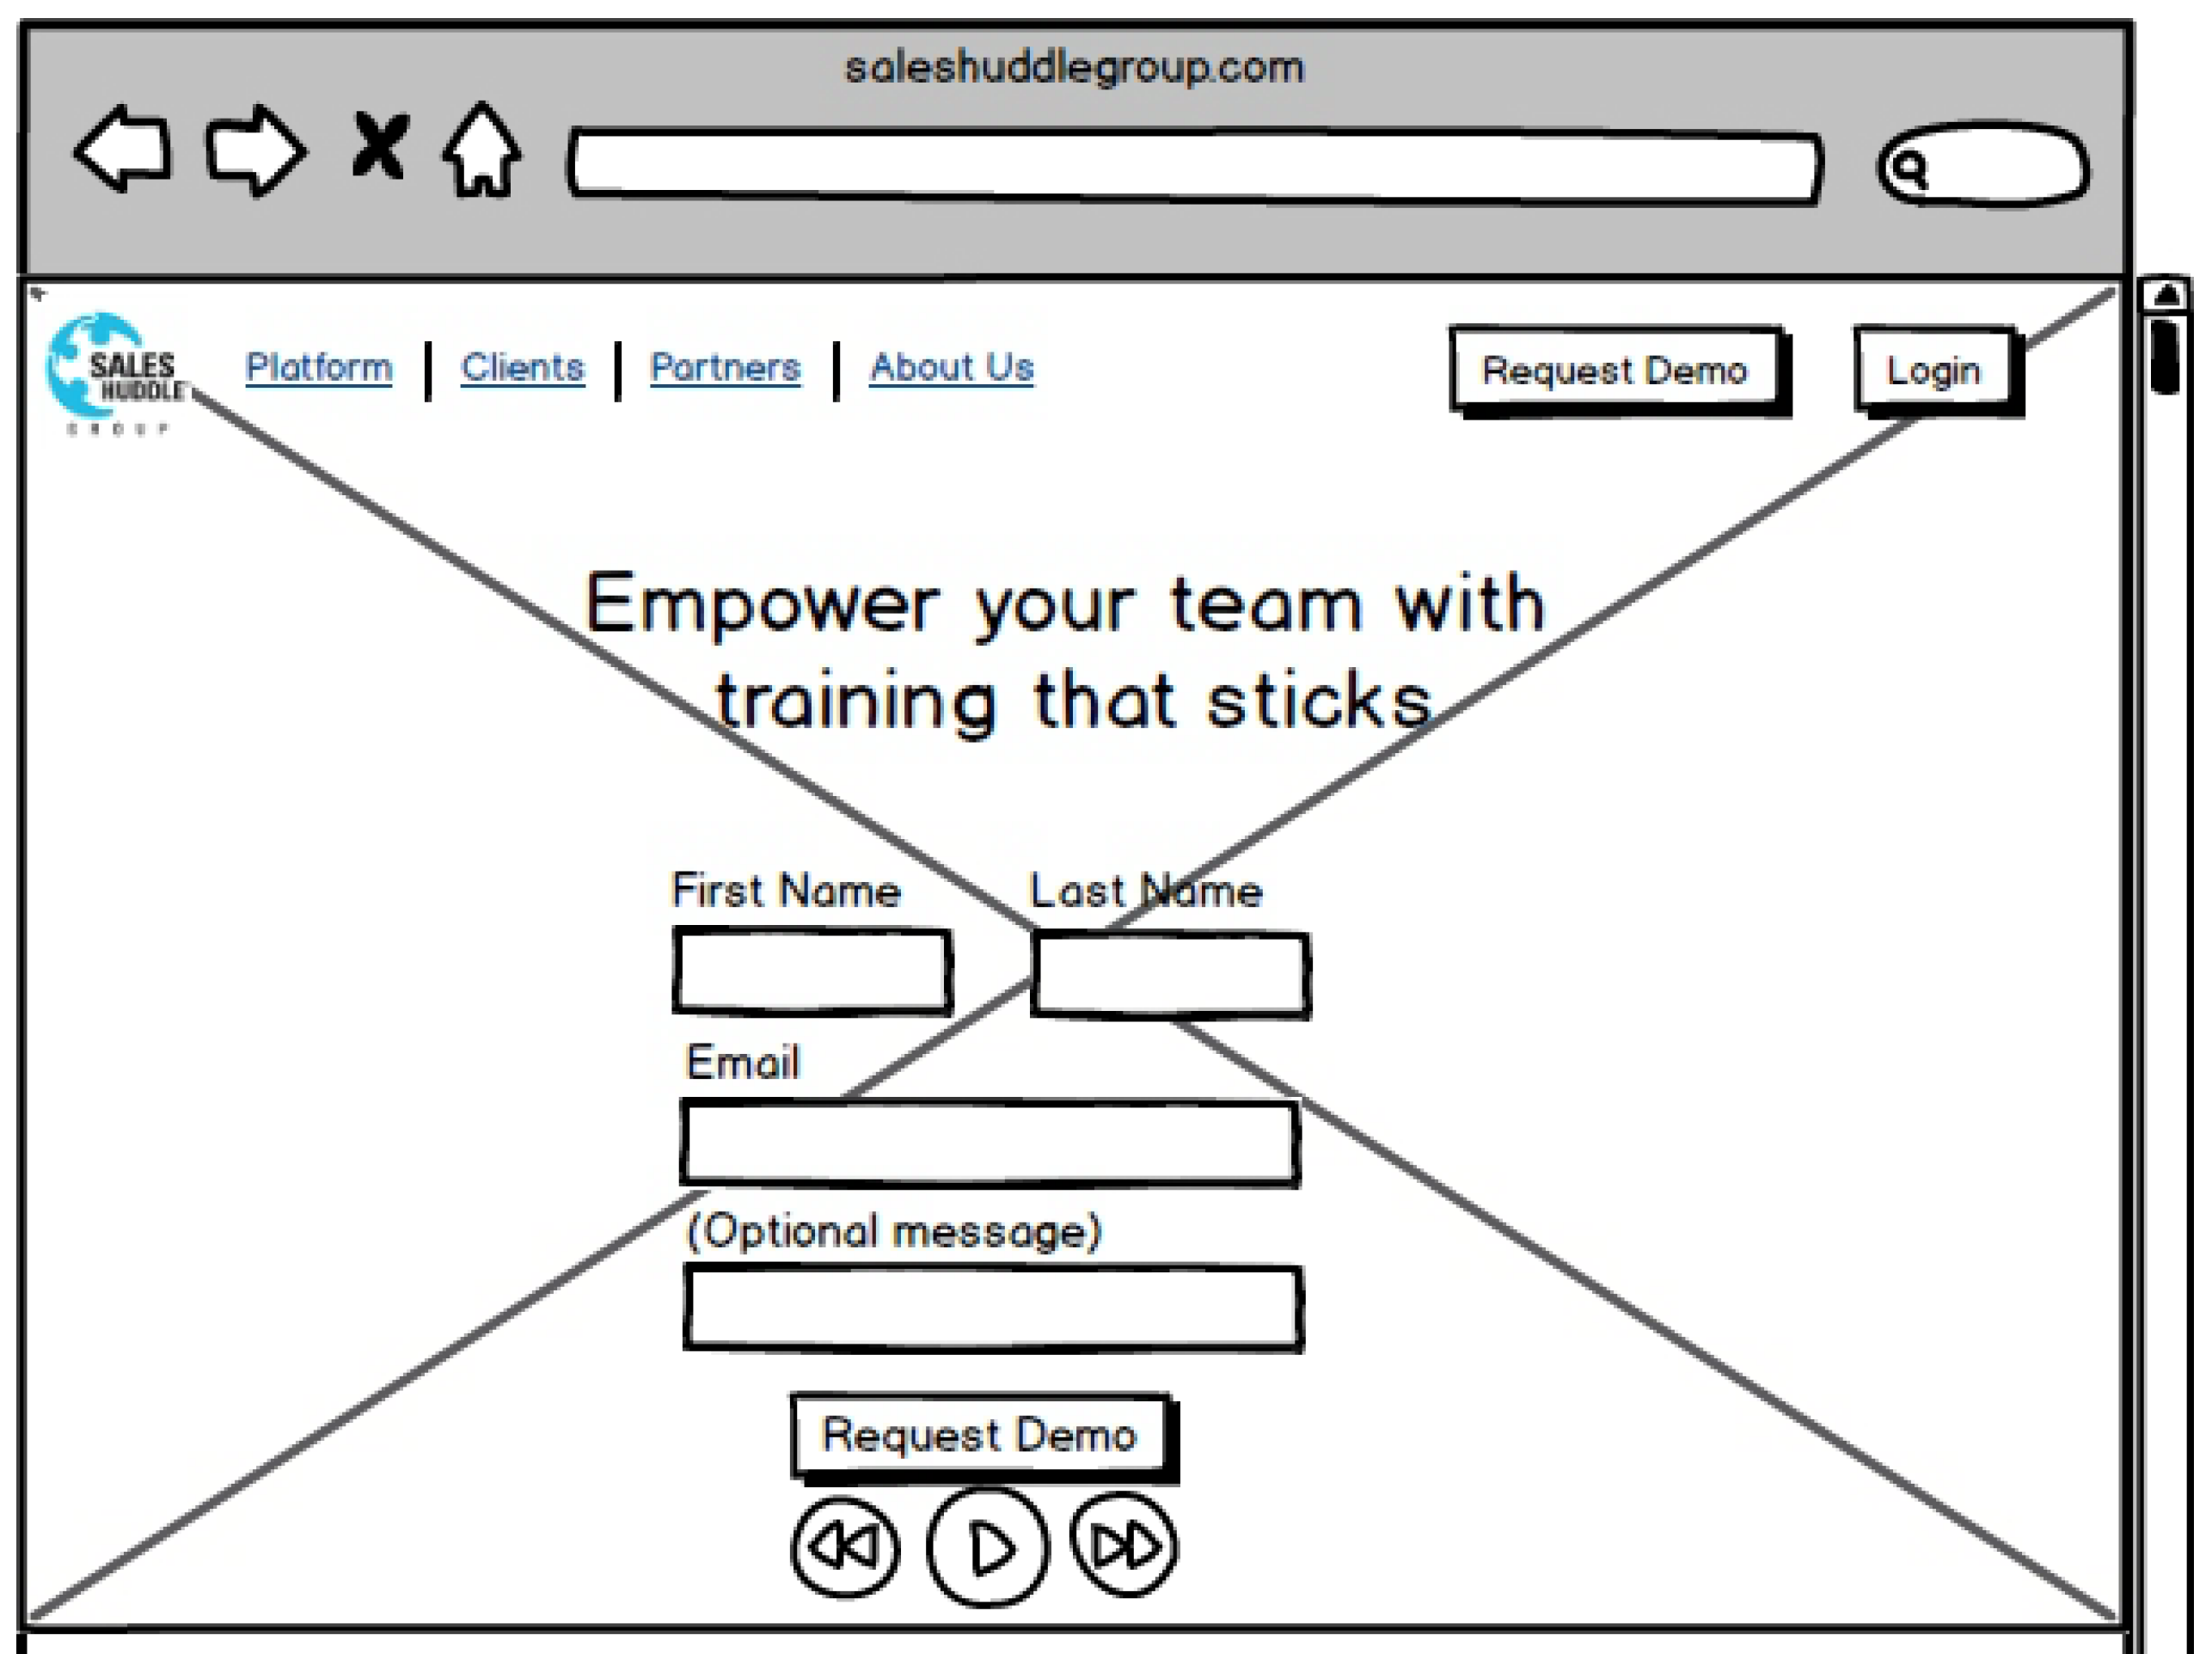 saleshuddlegroup.com
SALES
HUDDLE
GROUP
Platform | Clients | Partners | About Us
Request Demo
Login
Empower your team with
training that sticks
First Name Last Name
Email
(Optional message)
Request Demo